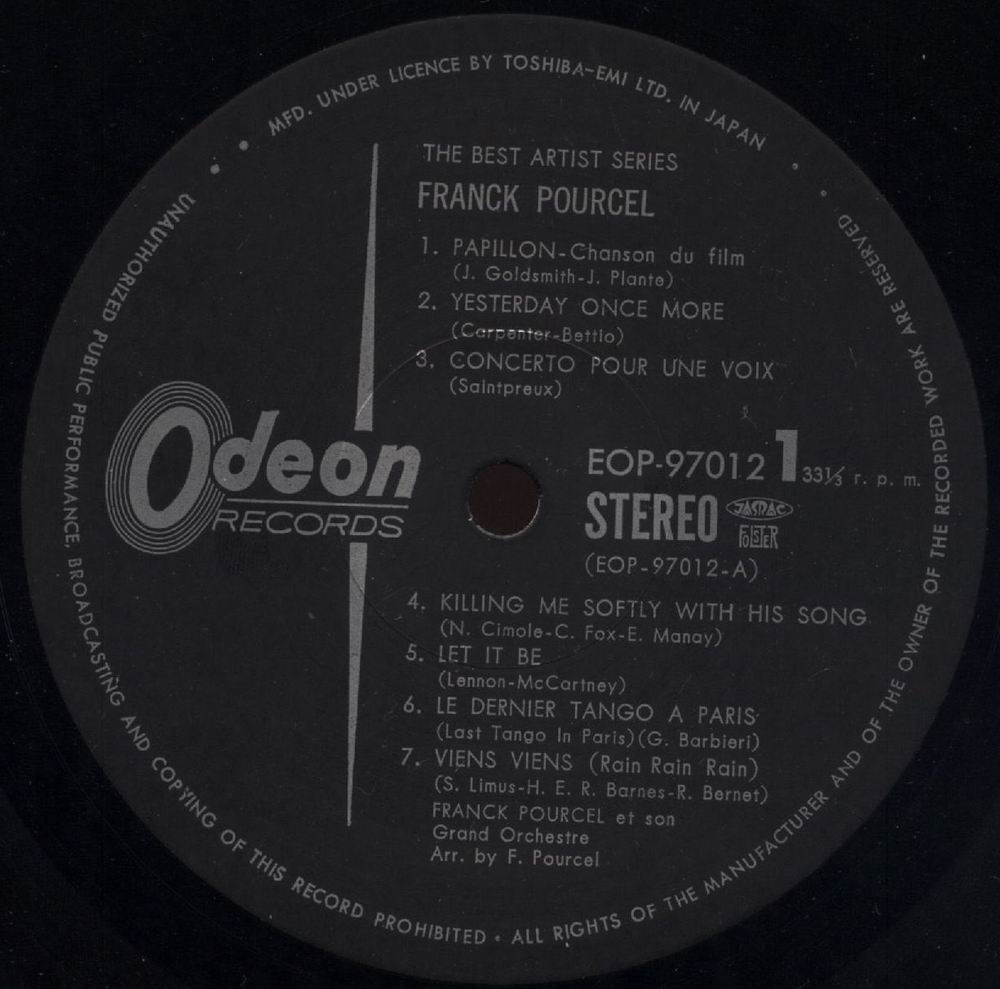 MFD. UNDER LICENCE BY TOSHIBA-EMI LTD. IN JAPAN
THE BEST ARTIST SERIES
FRANCK POURCEL
1. PAPILLON-Chanson du film
(J. Goldsmith-J. Plante)
2. YESTERDAY ONCE MORE
(Carpenter-Bettio)
3. CONCERTO POUR UNE VOIX
(Saintpreux)
Odeon
RECORDS
EOP-97012 1 33⅓ r. p. m.
STEREO JASRAC
FOLSTER
(EOP-97012-A)
4. KILLING ME SOFTLY WITH HIS SONG
(N. Cimole-C. Fox-E. Manay)
5. LET IT BE
(Lennon-McCartney)
6. LE DERNIER TANGO A PARIS
(Last Tango In Paris)(G. Barbieri)
7. VIENS VIENS (Rain Rain Rain)
(S. Limus-H. E. R. Barnes-R. Bernet)
FRANCK POURCEL et son
Grand Orchestre
Arr. by F. Pourcel
UNAUTHORIZED PUBLIC PERFORMANCE, BROADCASTING AND COPYING OF THIS RECORD PROHIBITED • ALL RIGHTS OF THE MANUFACTURER AND OF THE OWNER OF THE RECORDED WORK ARE RESERVED